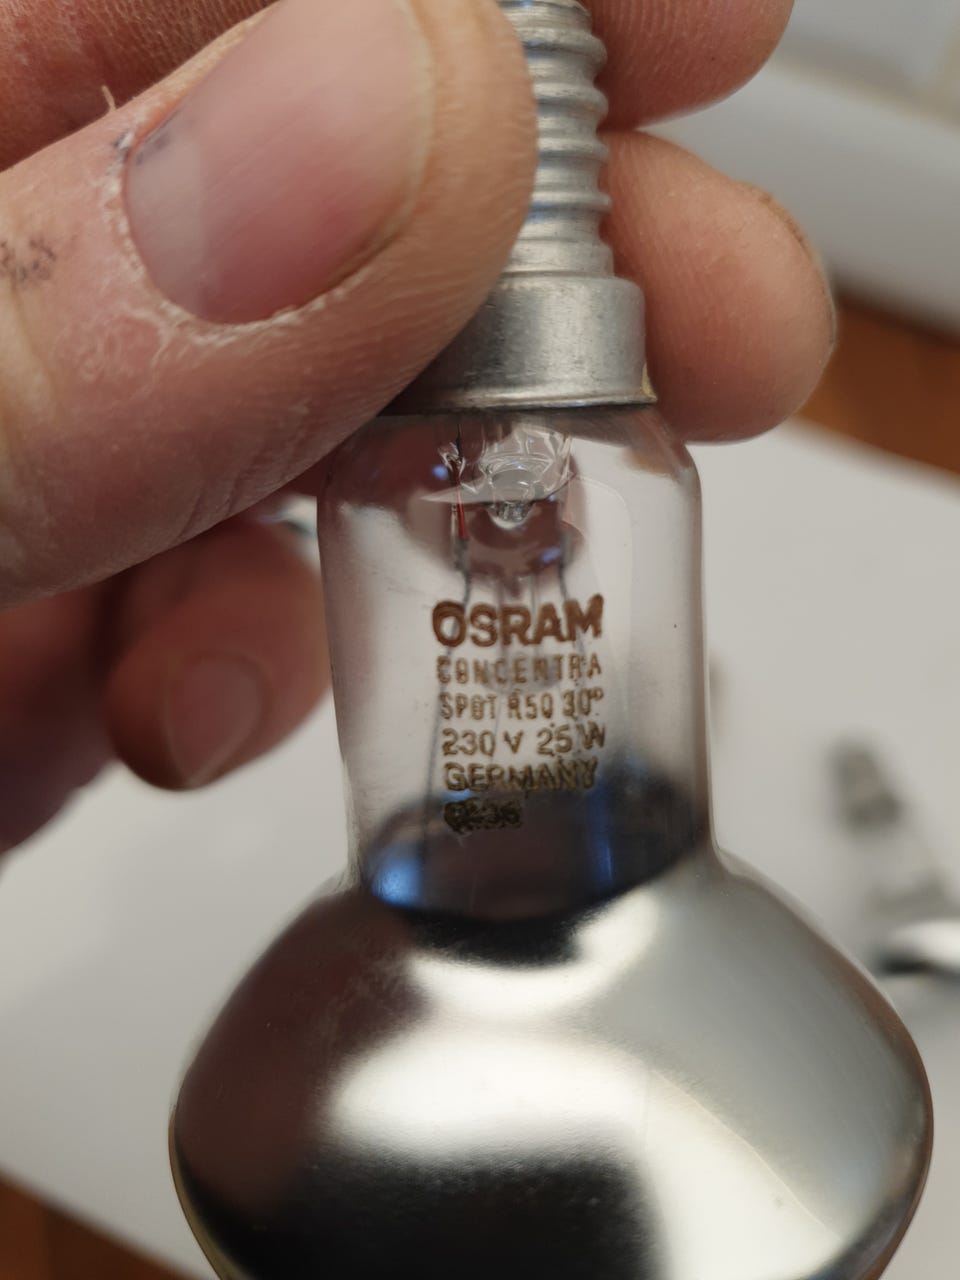 OSRAM
CONCENTRA
SPOT R50 30°
230 V 25 W
GERMANY